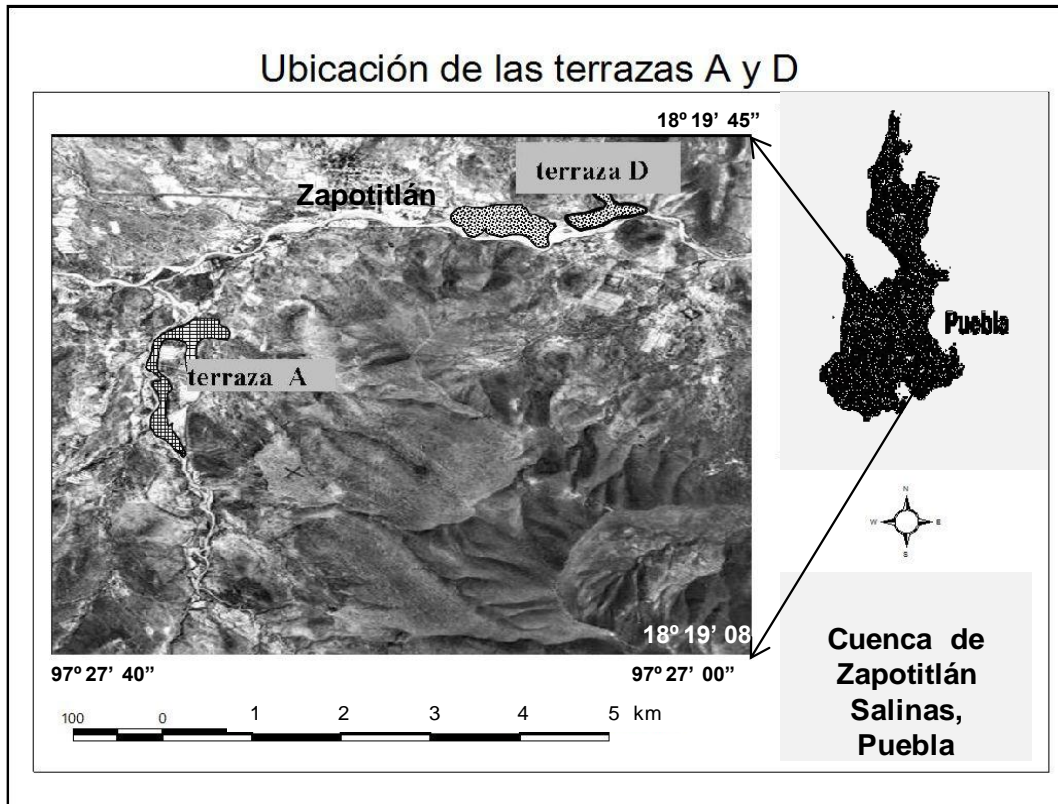 Ubicación de las terrazas A y D
18º 19’ 45”
terraza D
Zapotitlán
Puebla
terraza A
N
W E
S
18º 19’ 08
97º 27’ 40”
97º 27’ 00”
Cuenca de
Zapotitlán
Salinas,
Puebla
100 0 1 2 3 4 5 km